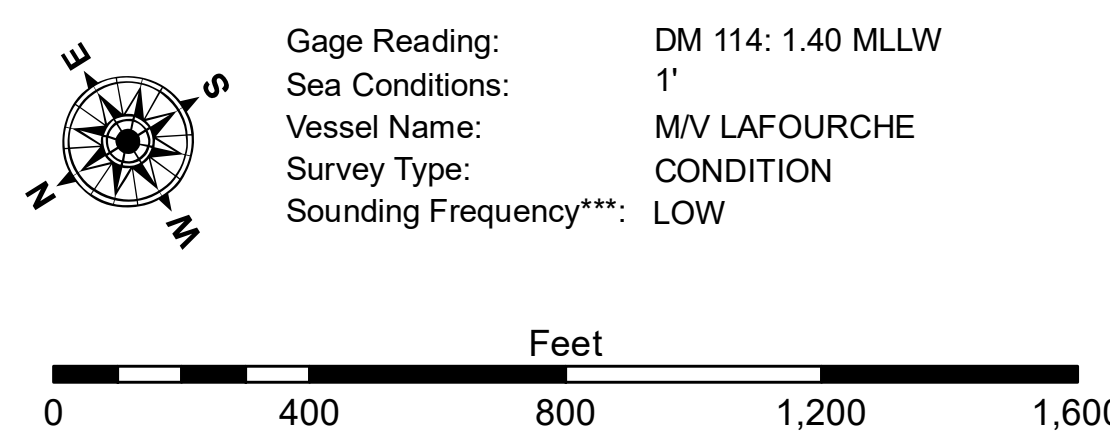 E
S
N
W
Gage Reading: DM 114: 1.40 MLLW
Sea Conditions: 1'
Vessel Name: M/V LAFOURCHE
Survey Type: CONDITION
Sounding Frequency***: LOW
Feet
0 400 800 1,200 1,600